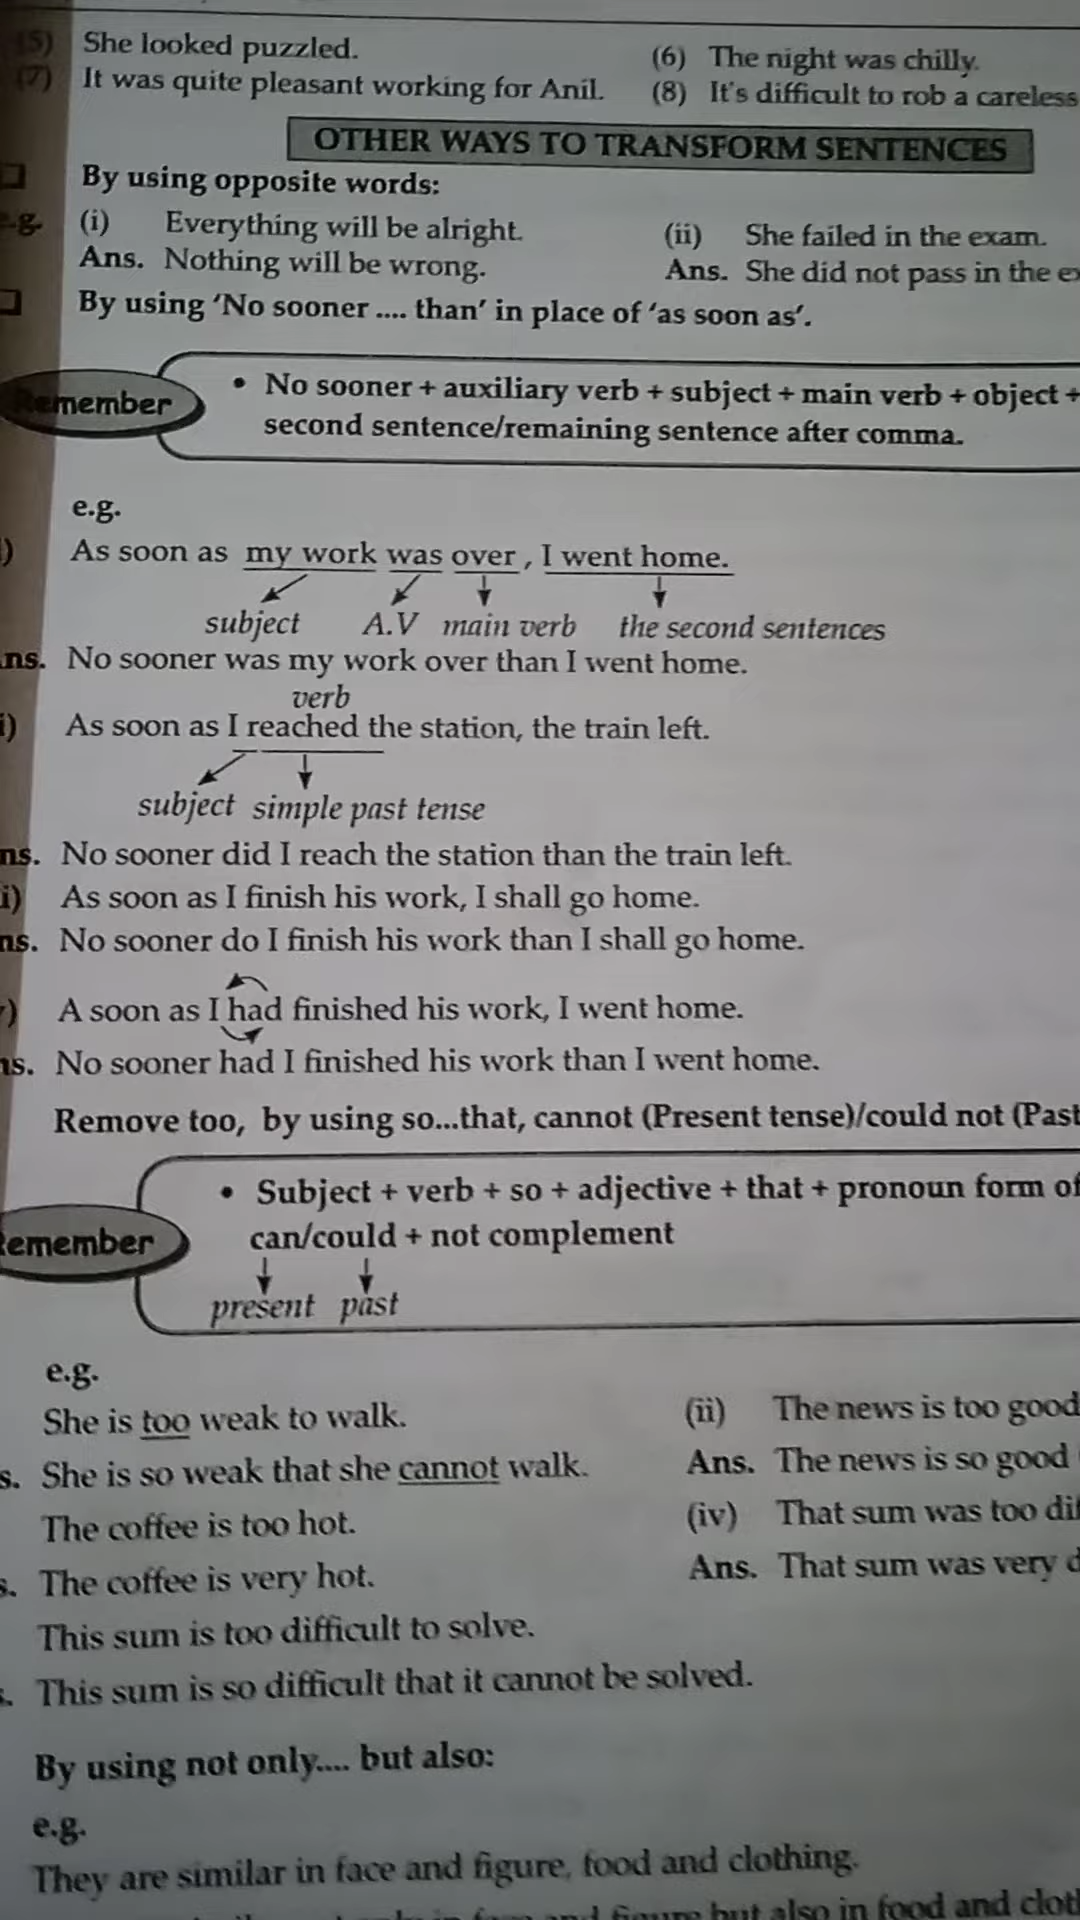 (5) She looked puzzled. (6) The night was chilly.
(7) It was quite pleasant working for Anil. (8) It's difficult to rob a careless
OTHER WAYS TO TRANSFORM SENTENCES
By using opposite words:
e.g. (i) Everything will be alright. (ii) She failed in the exam.
Ans. Nothing will be wrong. Ans. She did not pass in the
By using 'No sooner .... than' in place of 'as soon as'.
Remember • No sooner + auxiliary verb + subject + main verb + object +
second sentence/remaining sentence after comma.
e.g.
) As soon as my work was over , I went home.
subject A.V main verb the second sentences
ns. No sooner was my work over than I went home.
verb
i) As soon as I reached the station, the train left.
subject simple past tense
ns. No sooner did I reach the station than the train left.
i) As soon as I finish his work, I shall go home.
ns. No sooner do I finish his work than I shall go home.
) A soon as I had finished his work, I went home.
ns. No sooner had I finished his work than I went home.
Remove too, by using so...that, cannot (Present tense)/could not (Past
Remember • Subject + verb + so + adjective + that + pronoun form of
can/could + not complement
present past
e.g.
She is too weak to walk. (ii) The news is too good
s. She is so weak that she cannot walk. Ans. The news is so good
The coffee is too hot. (iv) That sum was too
s. The coffee is very hot. Ans. That sum was very
This sum is too difficult to solve.
s. This sum is so difficult that it cannot be solved.
By using not only.... but also:
e.g.
They are similar in face and figure, food and clothing.
figure but also in food and